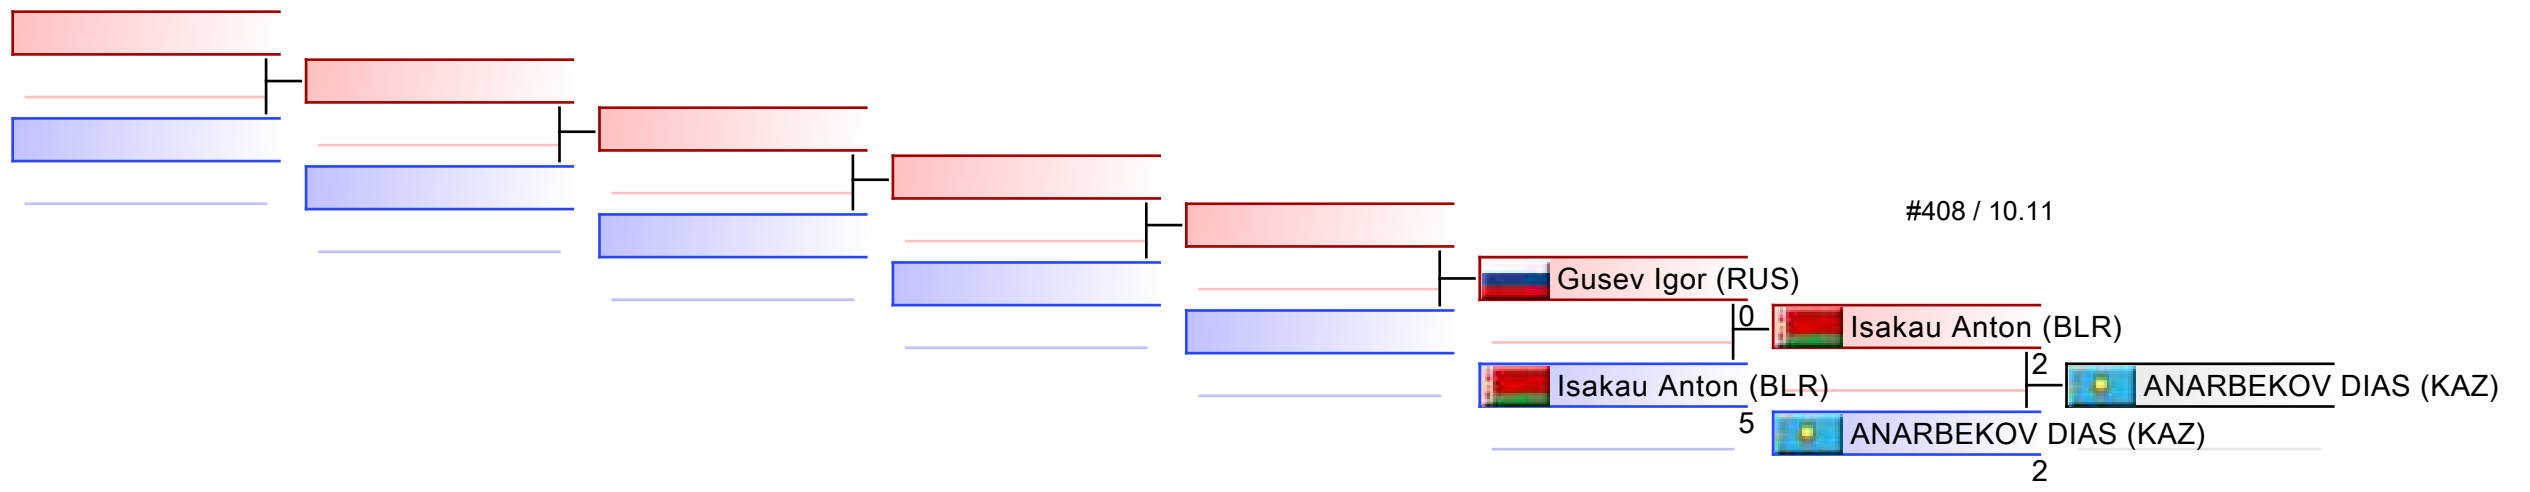 #408 / 10.11
Gusev Igor (RUS)
0
Isakau Anton (BLR)
2
Isakau Anton (BLR)
ANARBEKOV DIAS (KAZ)
5
ANARBEKOV DIAS (KAZ)
2